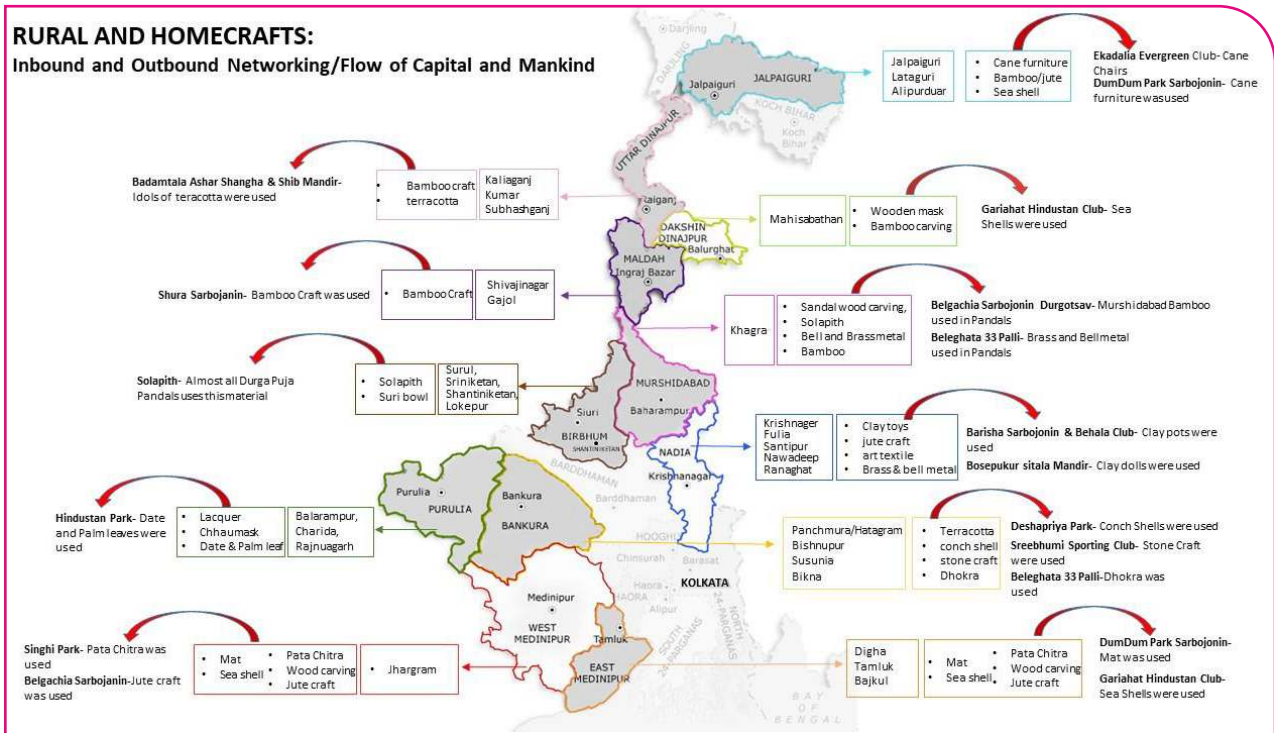 RURAL AND HOMECRAFTS:
Inbound and Outbound Networking/Flow of Capital and Mankind
Darjling
DARJILING
JALPAIGURI
Jalpaiguri
KOCH BIHAR
Koch
Bihar
Jalpaiguri
Lataguri
Alipurduar
• Cane furniture
• Bamboo/jute
• Sea shell
Ekadalia Evergreen Club- Cane
Chairs
DumDum Park Sarbojonin- Cane
furniture was used
UTTAR DINAJPUR
Raiganj
Badamtala Ashar Shangha & Shib Mandir-
Idols of teracotta were used
• Bamboo craft
• terracotta
Kaliaganj
Kumar
Subhashganj
DAKSHIN
DINAJPUR
Balurghat
Mahisabathan
• Wooden mask
• Bamboo carving
Gariahat Hindustan Club- Sea
Shells were used
MALDAH
Ingraj Bazar
Shura Sarbojanin- Bamboo Craft was used
• Bamboo Craft
Shivajinagar
Gajol
Khagra
• Sandal wood carving,
• Solapith
• Bell and Brass metal
• Bamboo
Belgachia Sarbojonin Durgotsav- Murshidabad Bamboo
used in Pandals
Beleghata 33 Palli- Brass and Bell metal
used in Pandals
Solapith- Almost all Durga Puja
Pandals uses this material
• Solapith
• Suri bowl
Surul,
Sriniketan,
Shantiniketan,
Lokepur
MURSHIDABAD
Baharampur
Siuri
BIRBHUM
SHANTINIKETAN
Krishnager
Fulia
Santipur
Nawadeep
Ranaghat
• Clay toys
• jute craft
• art textile
• Brass & bell metal
Barisha Sarbojonin & Behala Club- Clay pots were
used
Bosepukur sitala Mandir- Clay dolls were used
NADIA
Krishnanagar
BARDDHAMAN
Barddhaman
Hindustan Park- Date
and Palm leaves were
used
• Lacquer
• Chhau mask
• Date & Palm leaf
Balarampur,
Charida,
Rajnuagarh
Purulia
PURULIA
Bankura
BANKURA
Panchmura/Hatagram
Bishnupur
Susunia
Bikna
• Terracotta
• conch shell
• stone craft
• Dhokra
Deshapriya Park- Conch Shells were used
Sreebhumi Sporting Club- Stone Craft
were used
Beleghata 33 Palli-Dhokra was
used
HOOGHLI
Chinsurah
Barasat
Haora
HAORA
KOLKATA
Alipur
NORTH
24-PARGANAS
SOUTH
24-PARGANAS
Medinipur
WEST
MEDINIPUR
Tamluk
EAST
MEDINIPUR
Singhi Park- Pata Chitra was
used
Belgachia Sarbojanin-Jute craft
was used
• Mat
• Sea shell
• Pata Chitra
• Wood carving
• Jute craft
• Jhargram
Digha
Tamluk
Bajkul
• Mat
• Sea shell
• Pata Chitra
• Wood carving
• Jute craft
DumDum Park Sarbojonin-
Mat was used
Gariahat Hindustan Club-
Sea Shells were used
BAY
OF
BENGAL